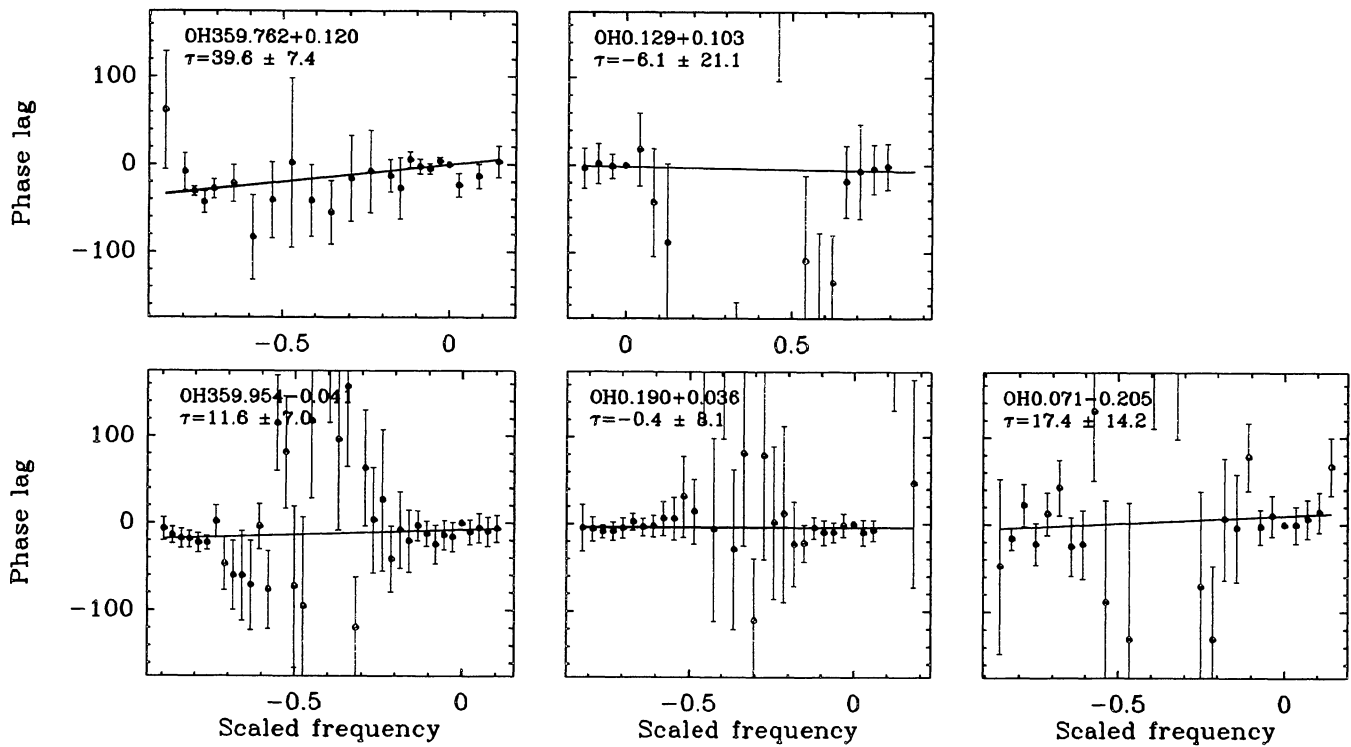 OH359.762+0.120
τ=39.6 ± 7.4
OH0.129+0.103
τ=−6.1 ± 21.1
Phase lag
100
0
−100
−0.5
0
0
0.5
OH359.954−0.041
τ=11.6 ± 7.0
OH0.190+0.036
τ=−0.4 ± 8.1
OH0.071−0.205
τ=17.4 ± 14.2
Phase lag
100
0
−100
−0.5
0
−0.5
0
−0.5
0
Scaled frequency
Scaled frequency
Scaled frequency